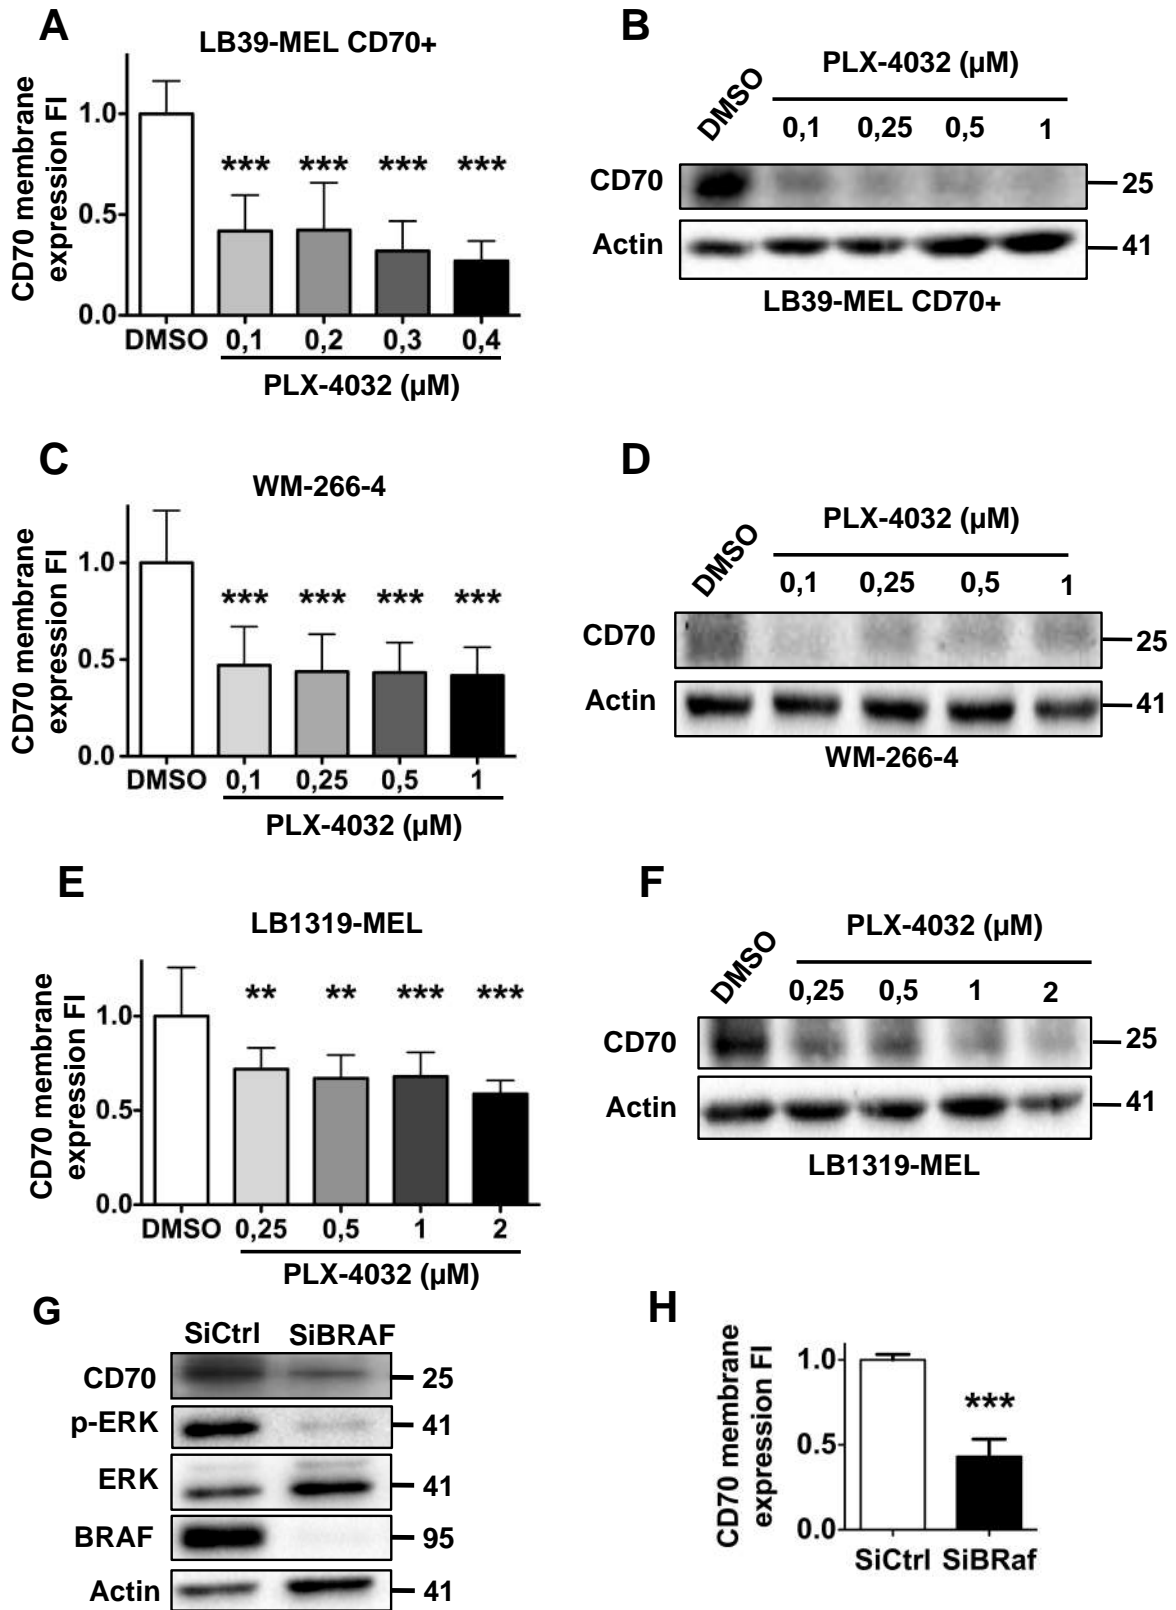 A
LB39-MEL CD70+
CD70 membrane
expression FI
1.0
0.5
0.0
*** *** *** ***
DMSO 0,1 0,2 0,3 0,4
PLX-4032 (µM)
B
PLX-4032 (µM)
DMSO 0,1 0,25 0,5 1
CD70 25
Actin 41
LB39-MEL CD70+
C
WM-266-4
CD70 membrane
expression FI
1.0
0.5
0.0
*** *** *** ***
DMSO 0,1 0,25 0,5 1
PLX-4032 (µM)
D
PLX-4032 (µM)
DMSO 0,1 0,25 0,5 1
CD70 25
Actin 41
WM-266-4
E
LB1319-MEL
CD70 membrane
expression FI
1.0
0.5
0.0
** ** *** ***
DMSO 0,25 0,5 1 2
PLX-4032 (µM)
F
PLX-4032 (µM)
DMSO 0,25 0,5 1 2
CD70 25
Actin 41
LB1319-MEL
G
SiCtrl SiBRAF
CD70 25
p-ERK 41
ERK 41
BRAF 95
Actin 41
H
CD70 membrane
expression FI
1.0
0.5
0.0
***
SiCtrl SiBRaf